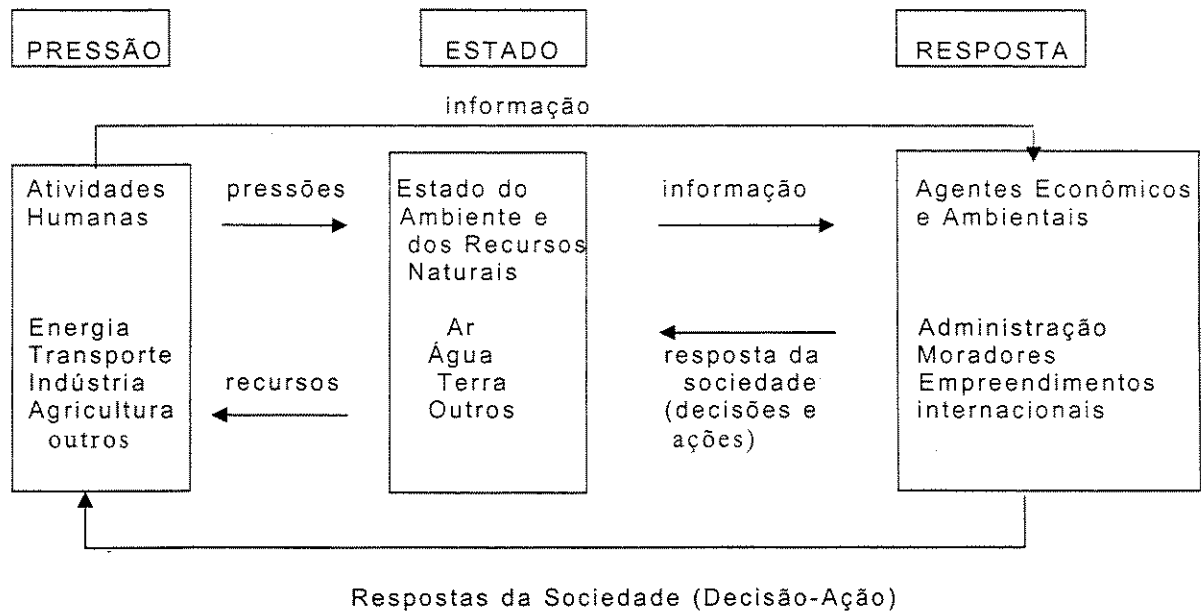 PRESSÃO
ESTADO
RESPOSTA
informação
Atividades
Humanas
Energia
Transporte
Indústria
Agricultura
outros
pressões
recursos
Estado do
Ambiente e
dos Recursos
Naturais
Ar
Água
Terra
Outros
informação
resposta da
sociedade
(decisões e
ações)
Agentes Econômicos
e Ambientais
Administração
Moradores
Empreendimentos
internacionais
Respostas da Sociedade (Decisão-Ação)